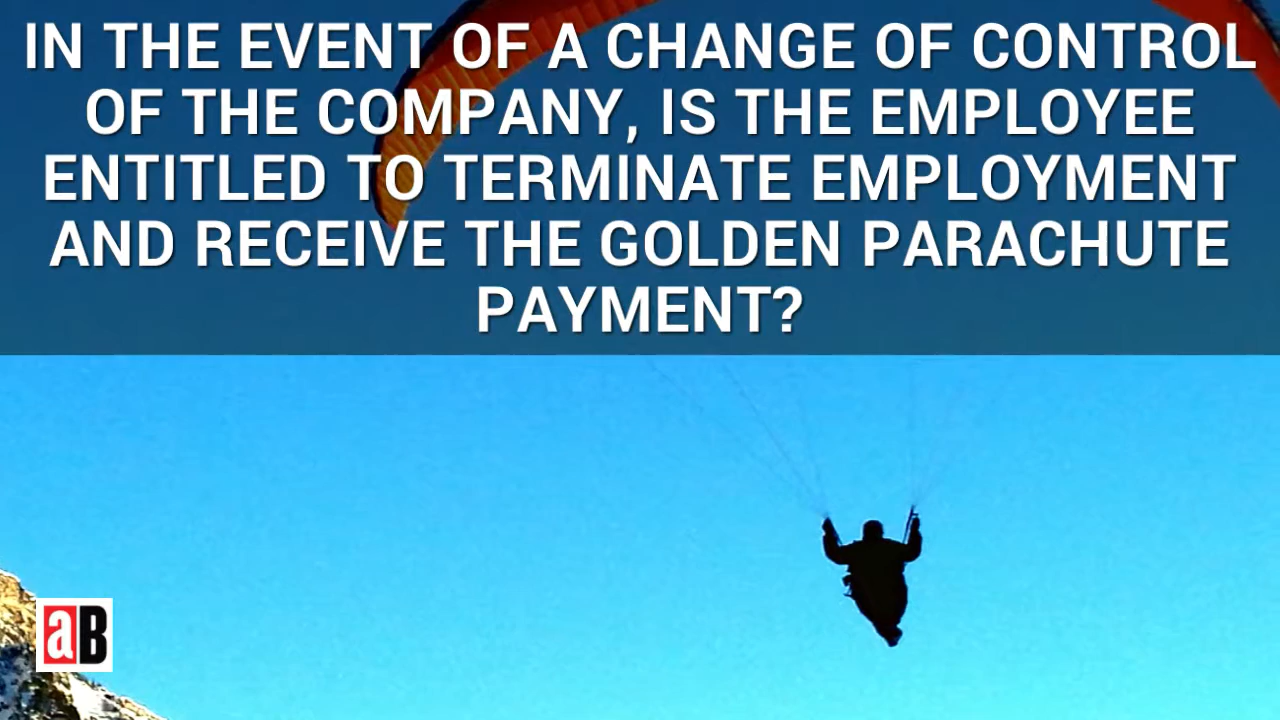 IN THE EVENT OF A CHANGE OF CONTROL
OF THE COMPANY, IS THE EMPLOYEE
ENTITLED TO TERMINATE EMPLOYMENT
AND RECEIVE THE GOLDEN PARACHUTE
PAYMENT?
aB